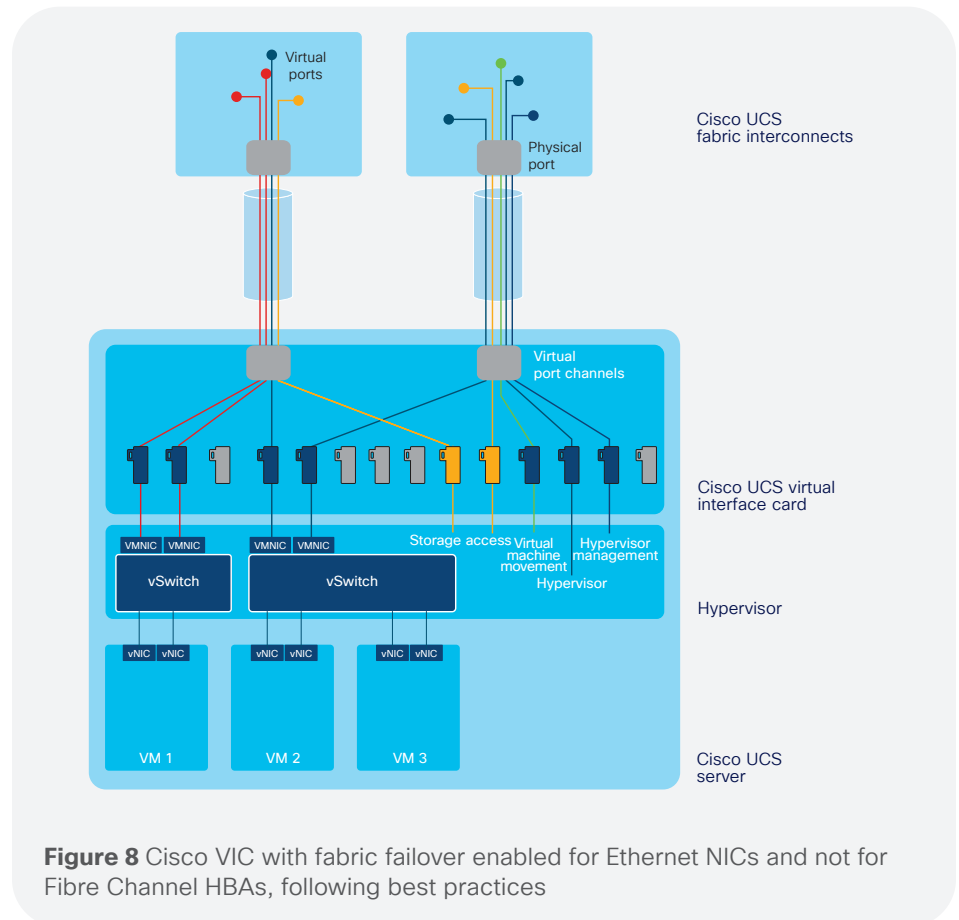 Virtual
ports
Physical
port
Cisco UCS
fabric interconnects
Virtual
port channels
Cisco UCS virtual
interface card
Storage access
Virtual
machine
movement
Hypervisor
management
Hypervisor
VMNIC VMNIC
VMNIC VMNIC
vSwitch
vSwitch
Hypervisor
vNIC vNIC
vNIC vNIC
vNIC vNIC
VM 1
VM 2
VM 3
Cisco UCS
server
Figure 8 Cisco VIC with fabric failover enabled for Ethernet NICs and not for
Fibre Channel HBAs, following best practices